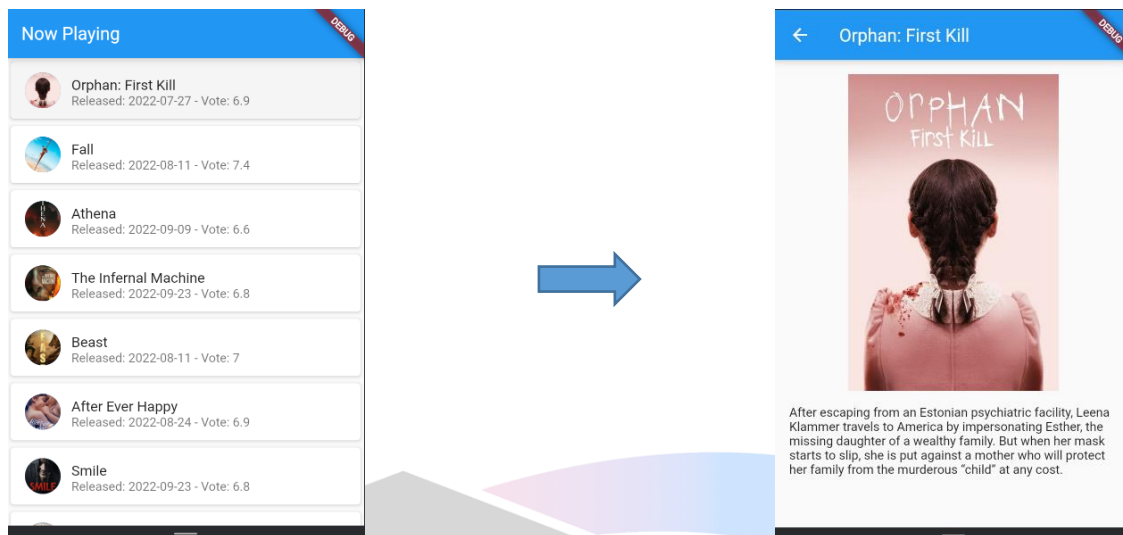 Now Playing
DEBUG
Orphan: First Kill
Released: 2022-07-27 - Vote: 6.9
Fall
Released: 2022-08-11 - Vote: 7.4
Athena
Released: 2022-09-09 - Vote: 6.6
The Infernal Machine
Released: 2022-09-23 - Vote: 6.8
Beast
Released: 2022-08-11 - Vote: 7
After Ever Happy
Released: 2022-08-24 - Vote: 6.9
Smile
Released: 2022-09-23 - Vote: 6.8
SMILE
Orphan: First Kill
DEBUG
ORPHAN
First KiLL
After escaping from an Estonian psychiatric facility, Leena
Klammer travels to America by impersonating Esther, the
missing daughter of a wealthy family. But when her mask
starts to slip, she is put against a mother who will protect
her family from the murderous “child” at any cost.